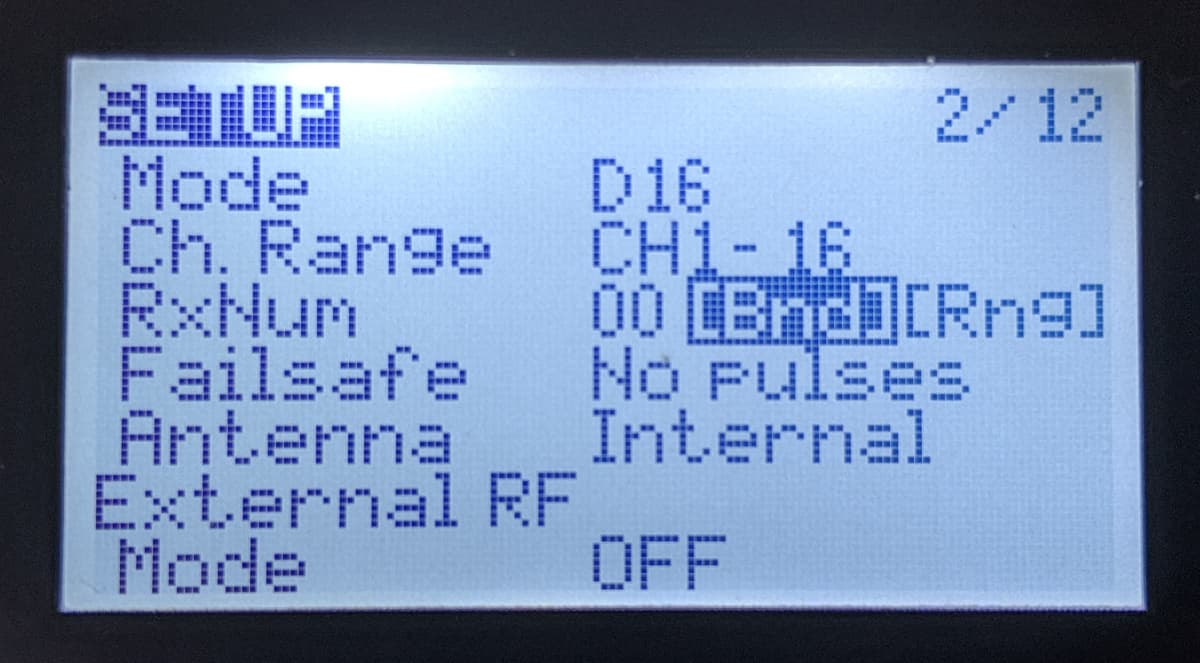 SETUP 2/12
Mode D16
Ch. Range CH1-16
RxNum 00 [Bnd][Rng]
Failsafe No pulses
Antenna Internal
External RF
Mode OFF